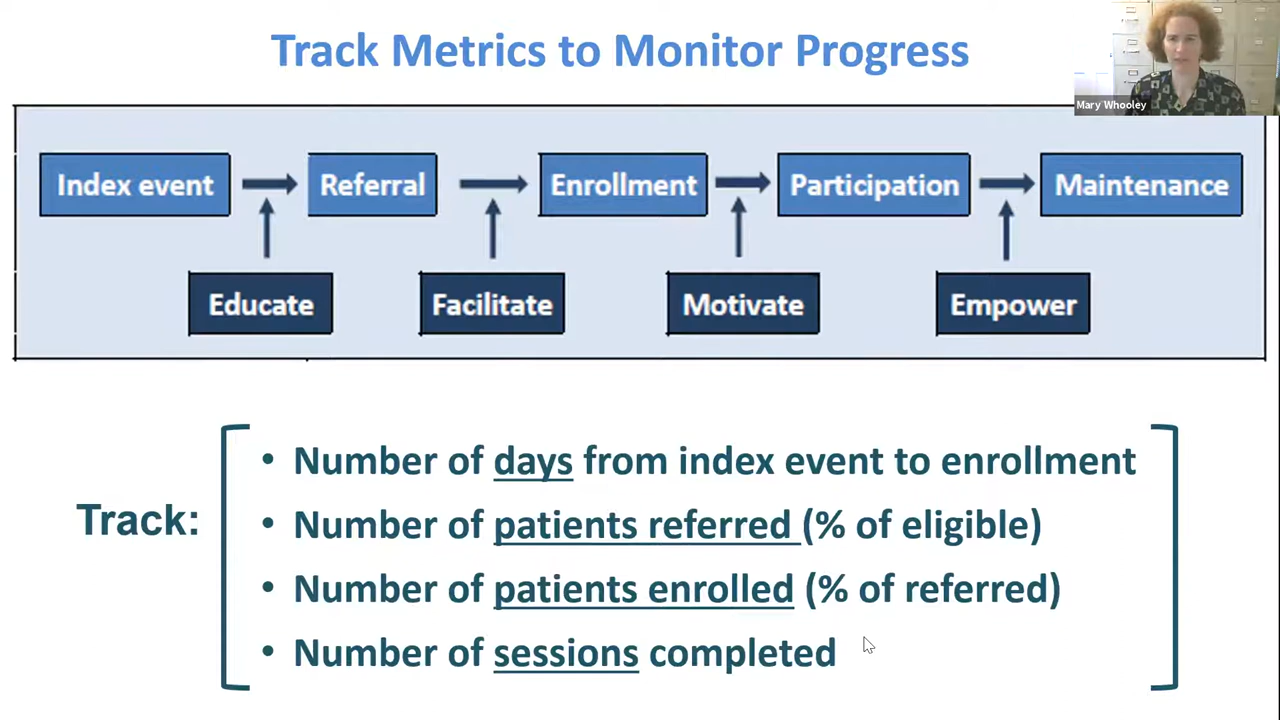 Track Metrics to Monitor Progress
Mary Whooley
Index event
Referral
Enrollment
Participation
Maintenance
Educate
Facilitate
Motivate
Empower
Track:
• Number of days from index event to enrollment
• Number of patients referred (% of eligible)
• Number of patients enrolled (% of referred)
• Number of sessions completed